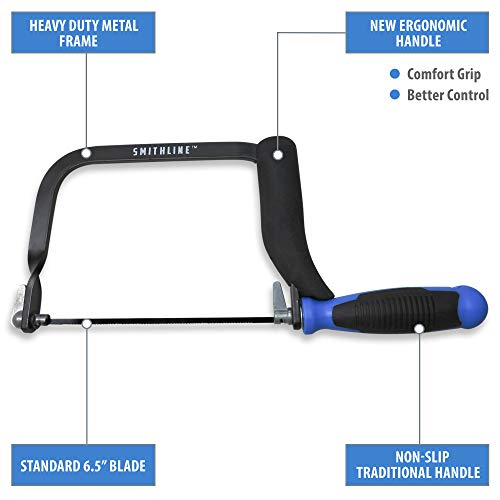 HEAVY DUTY METAL
FRAME
NEW ERGONOMIC
HANDLE
Comfort Grip
Better Control
SMITHLINE™
STANDARD 6.5” BLADE
NON-SLIP
TRADITIONAL HANDLE